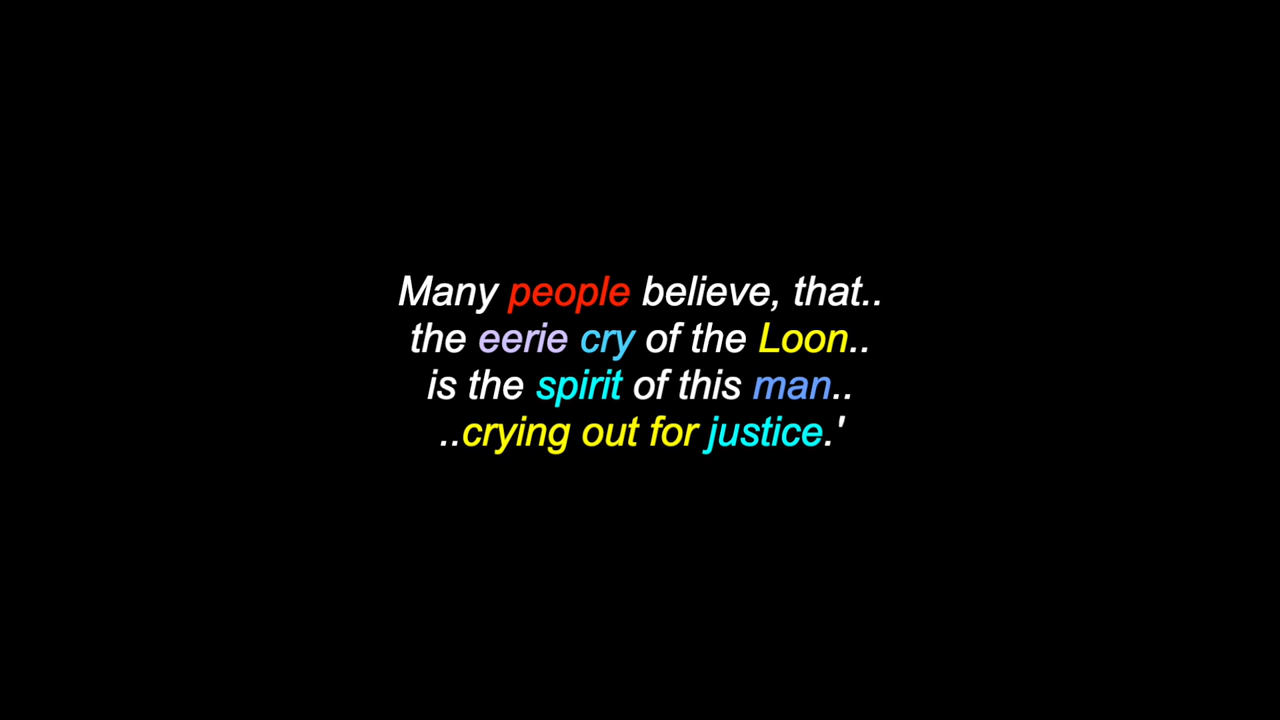 Many people believe, that..
the eerie cry of the Loon..
is the spirit of this man..
..crying out for justice.'